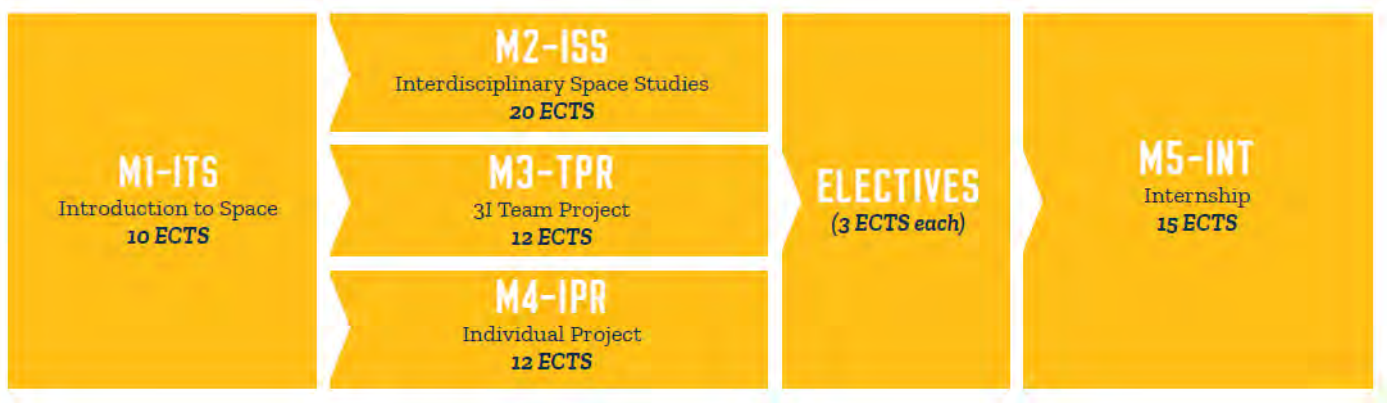 M1-ITS
Introduction to Space
10 ECTS
M2-ISS
Interdisciplinary Space Studies
20 ECTS
M3-TPR
3I Team Project
12 ECTS
M4-IPR
Individual Project
12 ECTS
ELECTIVES
(3 ECTS each)
M5-INT
Internship
15 ECTS